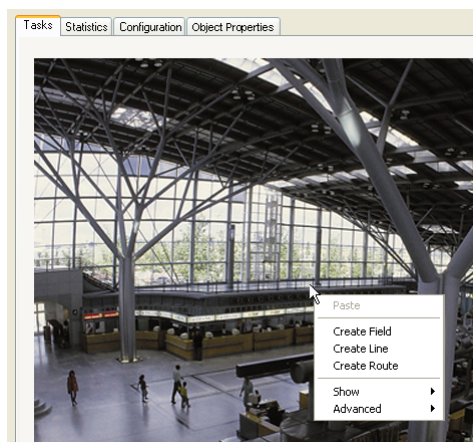 Tasks Statistics Configuration Object Properties
Paste
Create Field
Create Line
Create Route
Show
Advanced